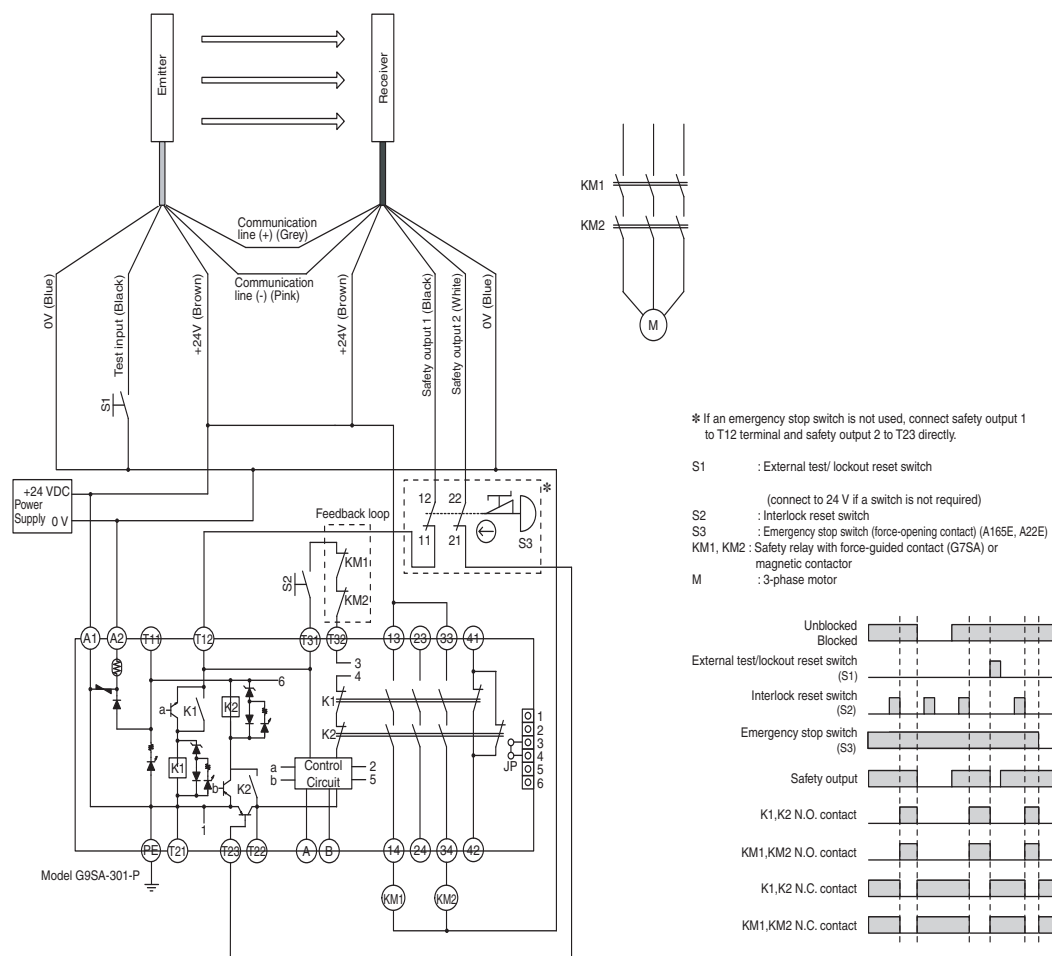 Emitter
Receiver
Communication
line (+) (Grey)
Communication
line (-) (Pink)
0V (Blue)
Test input (Black)
+24V (Brown)
+24V (Brown)
Safety output 1 (Black)
Safety output 2 (White)
0V (Blue)
S1
KM1
KM2
M
+24 VDC
Power
Supply 0 V
Feedback loop
S2
KM1
KM2
12
22
11
21
S3
*
A1
A2
T11
T12
T31
T32
13
23
33
41
3
4
6
a
K1
K2
K1
K2
K1
b
K2
a
b
Control
Circuit
2
5
1
JP
1
2
3
4
5
6
PE
T21
T23
T22
A
B
14
24
34
42
Model G9SA-301-P
KM1
KM2
* If an emergency stop switch is not used, connect safety output 1
to T12 terminal and safety output 2 to T23 directly.
S1 : External test/ lockout reset switch
(connect to 24 V if a switch is not required)
S2 : Interlock reset switch
S3 : Emergency stop switch (force-opening contact) (A165E, A22E)
KM1, KM2 : Safety relay with force-guided contact (G7SA) or
magnetic contactor
M : 3-phase motor
Unblocked
Blocked
External test/lockout reset switch
(S1)
Interlock reset switch
(S2)
Emergency stop switch
(S3)
Safety output
K1,K2 N.O. contact
KM1,KM2 N.O. contact
K1,K2 N.C. contact
KM1,KM2 N.C. contact